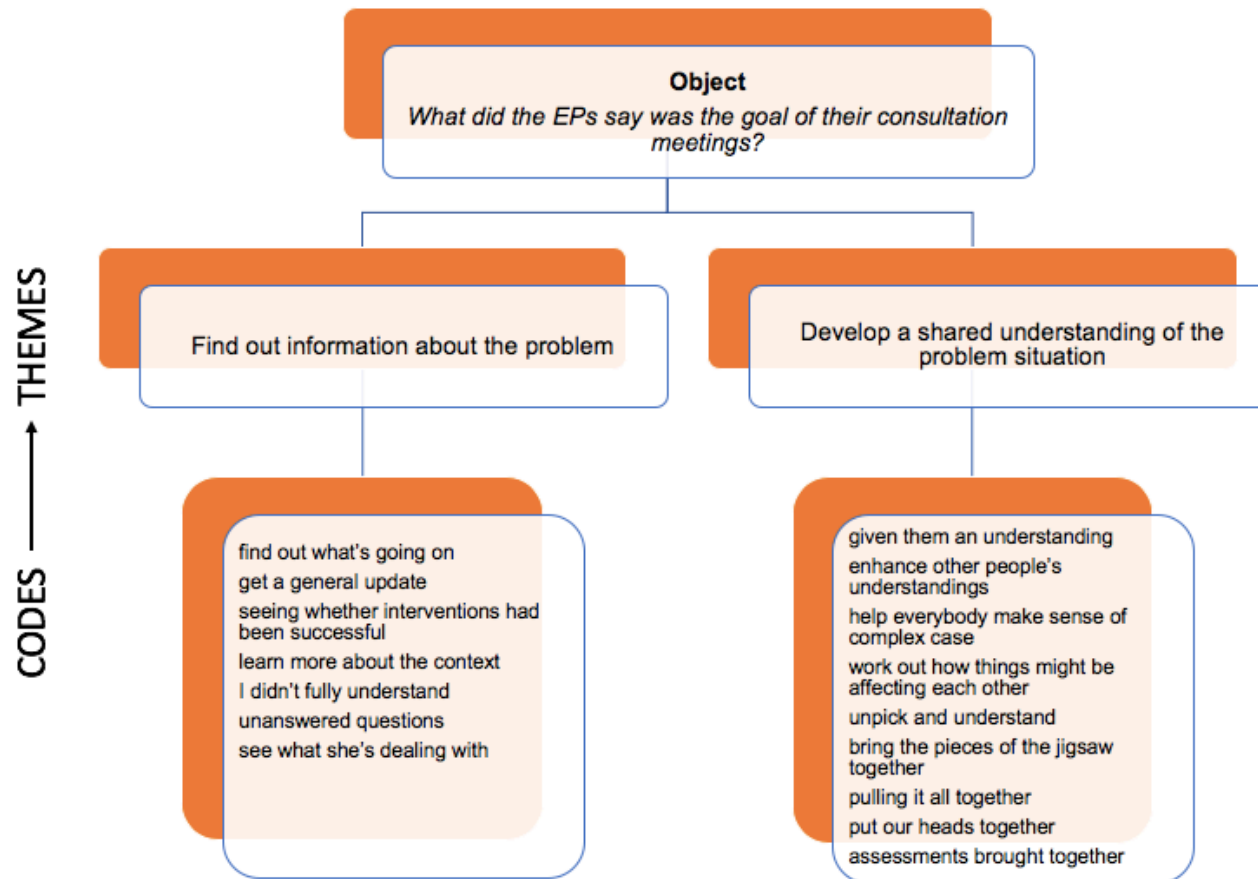 Object
What did the EPs say was the goal of their consultation
meetings?
CODES → THEMES
Find out information about the problem
Develop a shared understanding of the
problem situation
find out what’s going on
get a general update
seeing whether interventions had
been successful
learn more about the context
I didn’t fully understand
unanswered questions
see what she’s dealing with
given them an understanding
enhance other people’s
understandings
help everybody make sense of
complex case
work out how things might be
affecting each other
unpick and understand
bring the pieces of the jigsaw
together
pulling it all together
put our heads together
assessments brought together